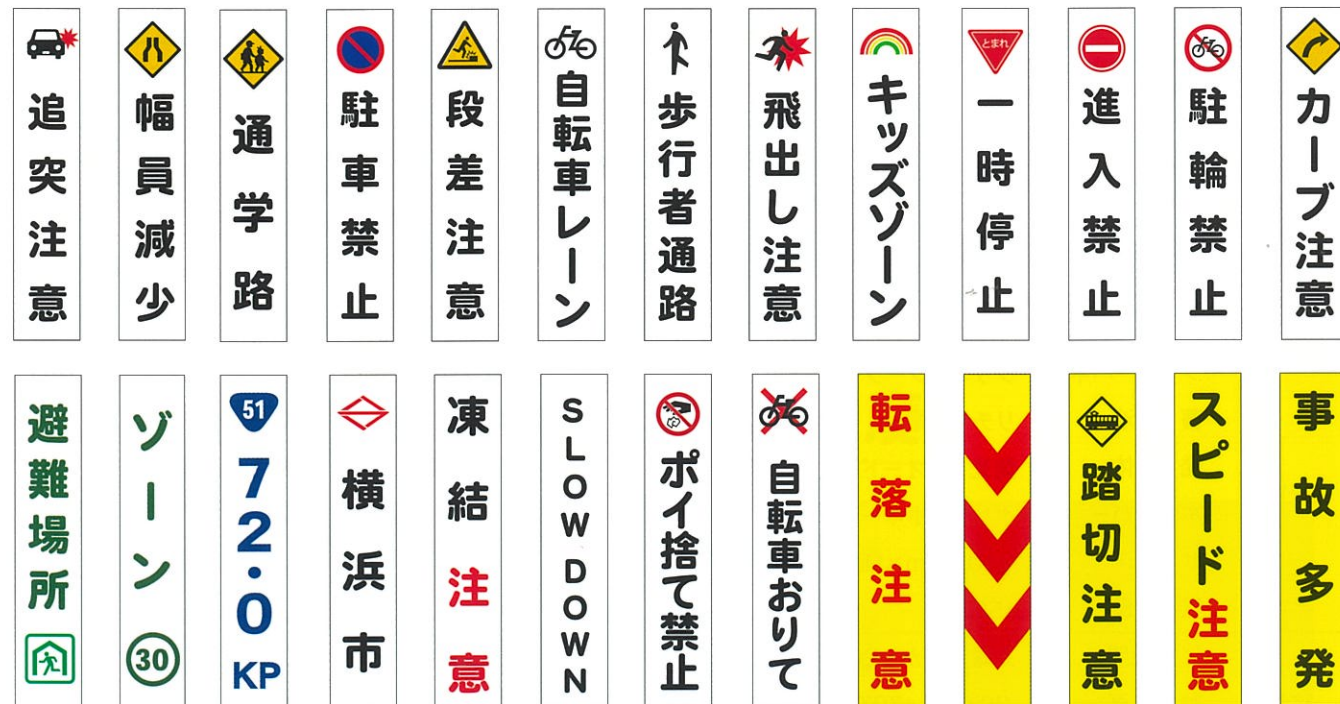 追突注意
幅員減少
通学路
駐車禁止
段差注意
自転車レーン
歩行者通路
飛出し注意
キッズゾーン
とまれ
一時停止
進入禁止
駐輪禁止
カーブ注意
避難場所
ゾーン
30
51
72.0
KP
横浜市
凍結注意
SLOW DOWN
ポイ捨て禁止
自転車おりて
転落注意
踏切注意
スピード注意
事故多発